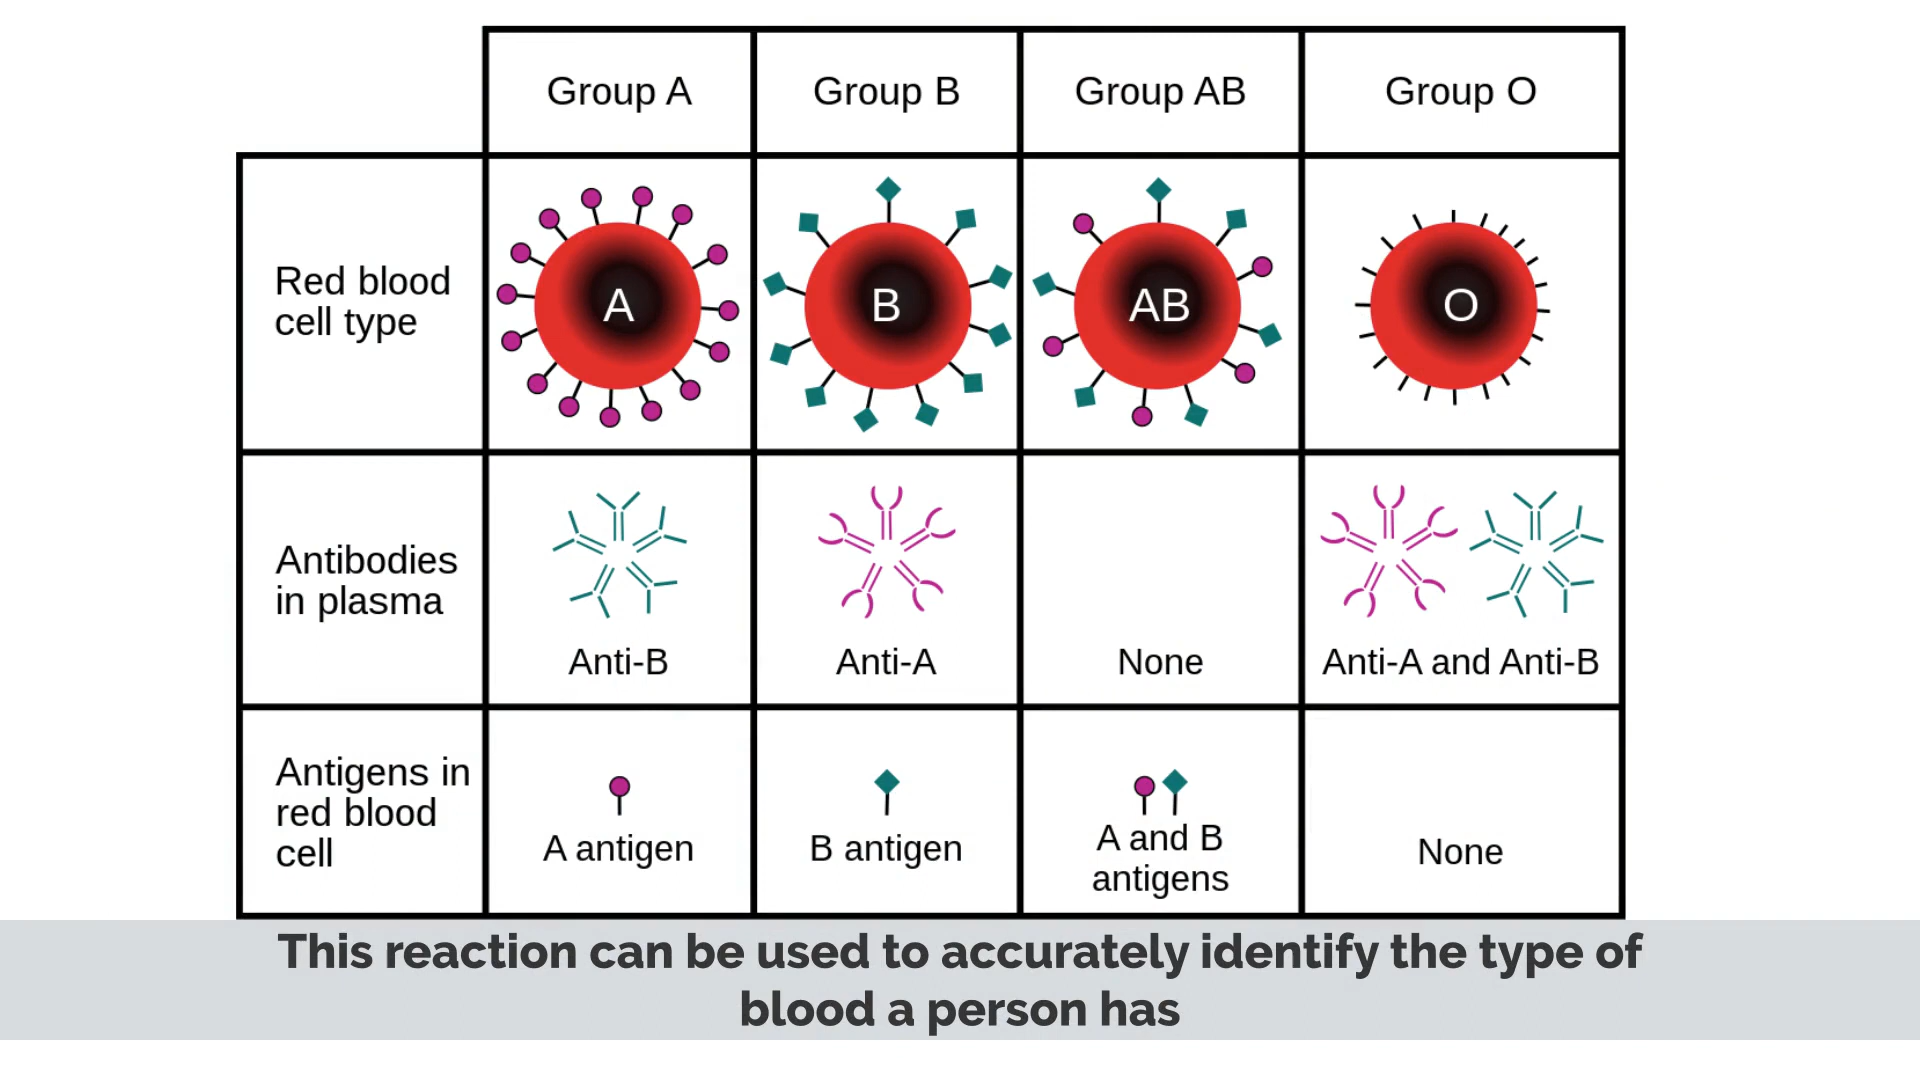 Group A
Group B
Group AB
Group O
Red blood
cell type
A
B
AB
O
Antibodies
in plasma
Anti-B
Anti-A
None
Anti-A and Anti-B
Antigens in
red blood
cell
A antigen
B antigen
A and B
antigens
None
This reaction can be used to accurately identify the type of
blood a person has